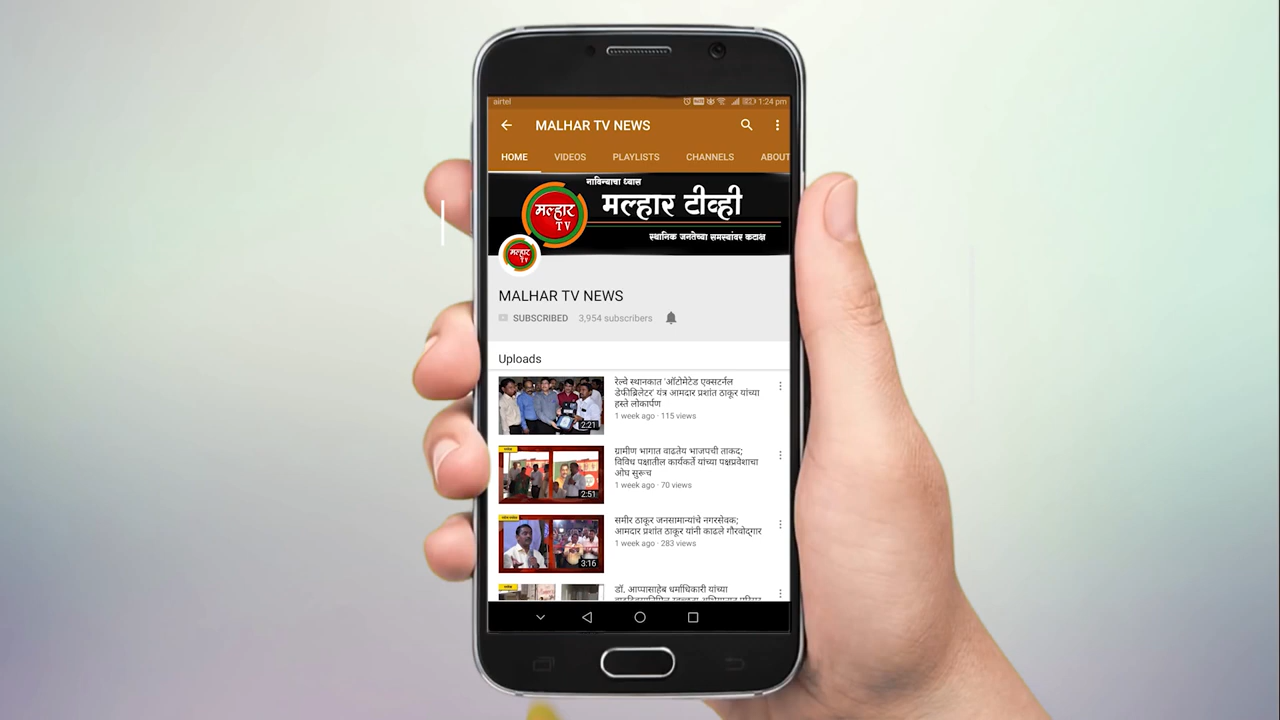 airtel 1:24 pm
MALHAR TV NEWS
HOME VIDEOS PLAYLISTS CHANNELS ABOUT
नाविन्याचा ध्यास
मल्हार टीव्ही
स्थानिक जनतेच्या समस्यांवर कटाक्ष
मल्हार
TV
मल्हार
TV
MALHAR TV NEWS
SUBSCRIBED 3,954 subscribers
Uploads
रेल्वे स्थानकात 'ऑटोमेटेड एक्सटर्नल
डेफीब्रिलेटर' यंत्र आमदार प्रशांत ठाकूर यांच्या
हस्ते लोकार्पण
1 week ago · 115 views
2:21
ग्रामीण भागात वाढतेय भाजपची ताकद;
विविध पक्षातील कार्यकर्ते यांच्या पक्षप्रवेशाचा
ओघ सुरूच
1 week ago · 70 views
2:51
समीर ठाकूर जनसामान्यांचे नगरसेवक;
आमदार प्रशांत ठाकूर यांनी काढले गौरवोद्गार
1 week ago · 283 views
3:16
डॉ. आप्पासाहेब धर्माधिकारी यांच्या